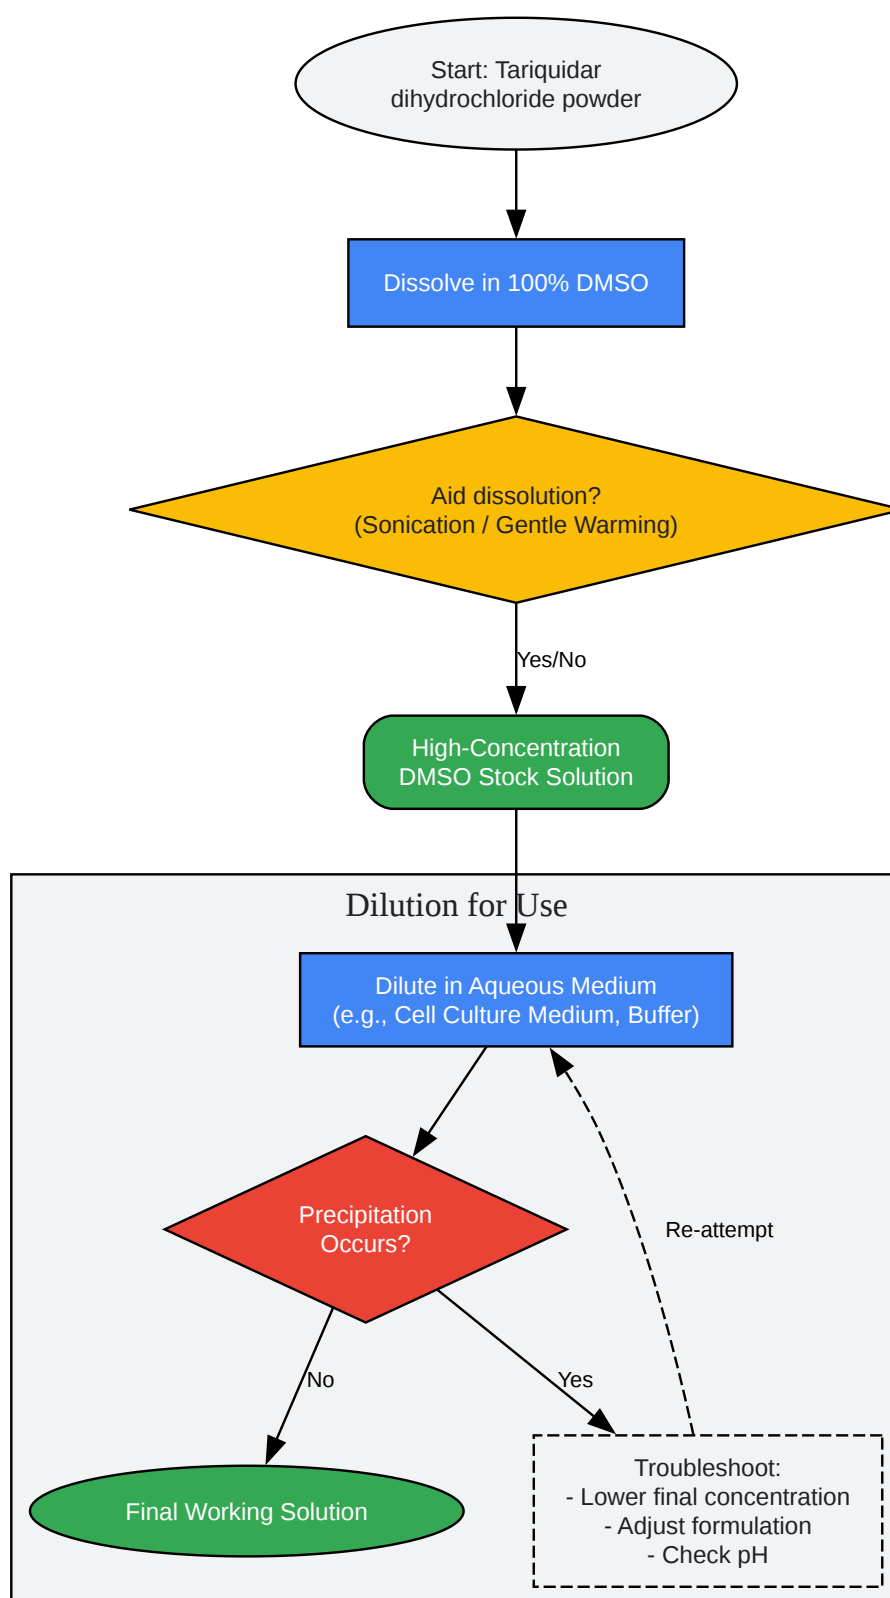 Start: Tariquidar
dihydrochloride powder
Dissolve in 100% DMSO
Aid dissolution?
(Sonication / Gentle Warming)
Yes/No
High-Concentration
DMSO Stock Solution
Dilution for Use
Dilute in Aqueous Medium
(e.g., Cell Culture Medium, Buffer)
Precipitation
Occurs?
Re-attempt
No
Yes
Final Working Solution
Troubleshoot:
- Lower final concentration
- Adjust formulation
- Check pH